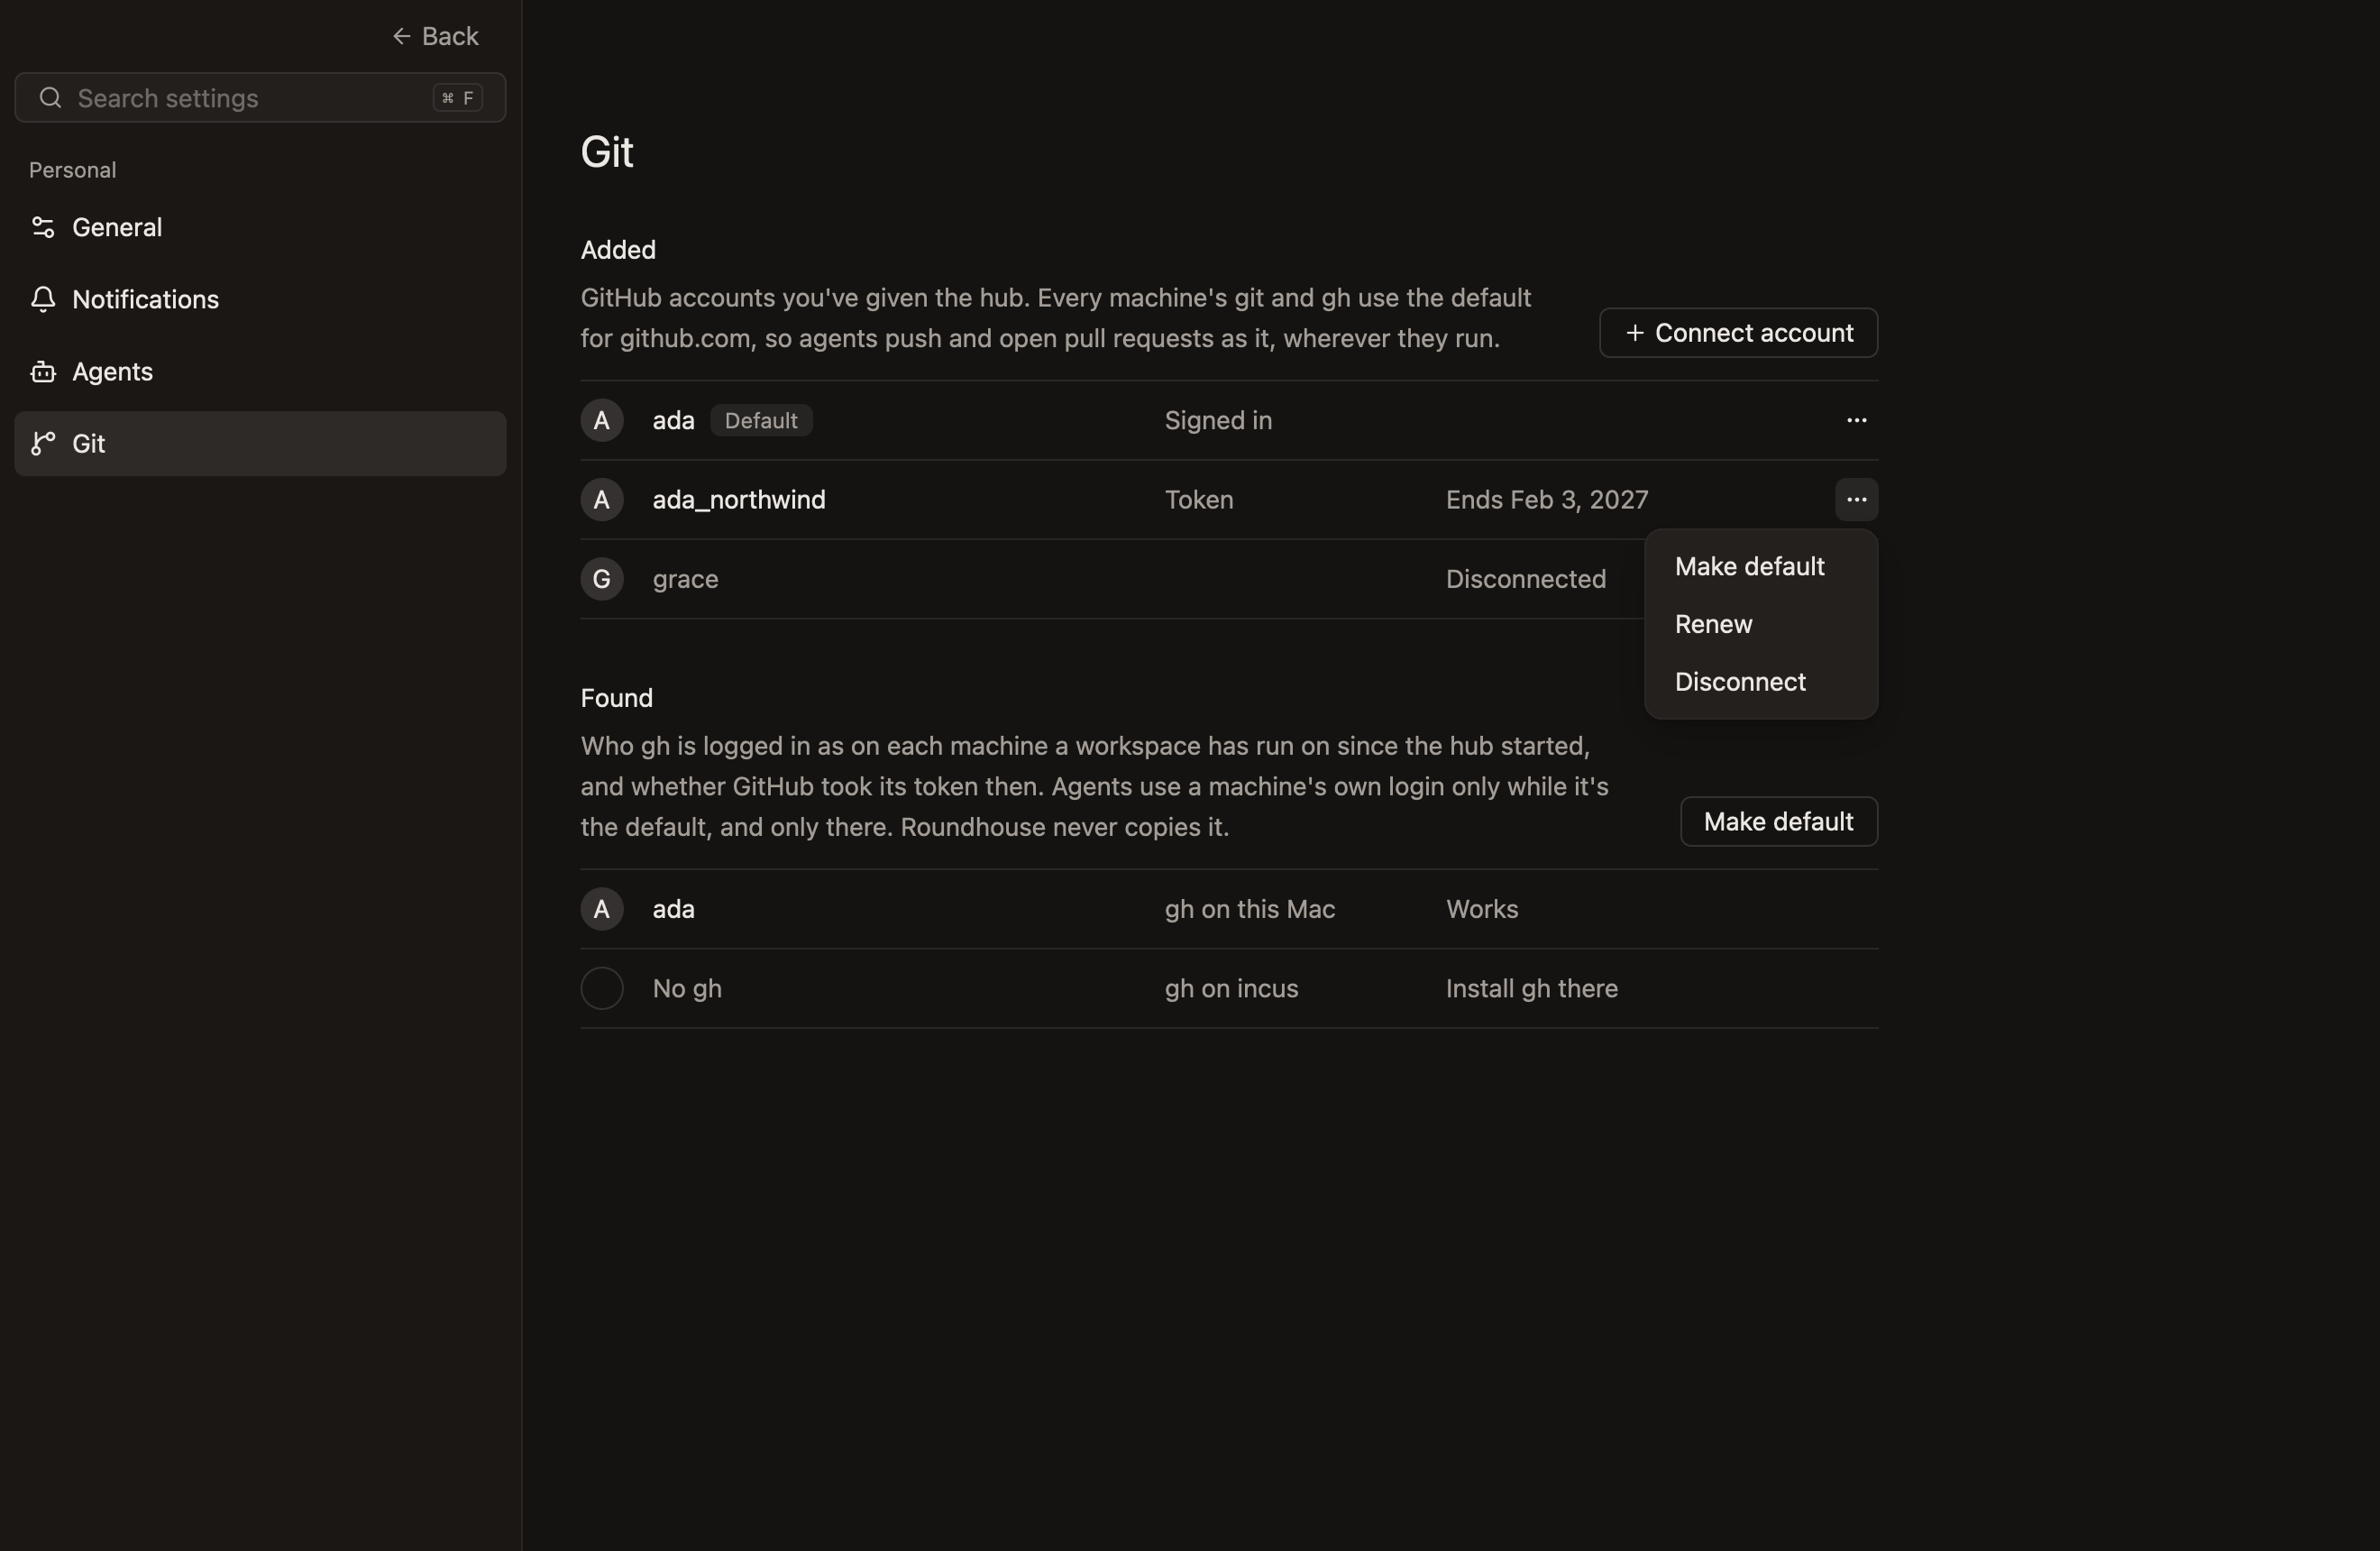 Back
Search settings
⌘ F
Personal
General
Notifications
Agents
Git
Git
Added
GitHub accounts you've given the hub. Every machine's git and gh use the default
for github.com, so agents push and open pull requests as it, wherever they run.
+ Connect account
A ada Default Signed in
A ada_northwind Token Ends Feb 3, 2027
G grace Disconnected
Make default
Renew
Disconnect
Found
Who gh is logged in as on each machine a workspace has run on since the hub started,
and whether GitHub took its token then. Agents use a machine's own login only while it's
the default, and only there. Roundhouse never copies it.
Make default
A ada gh on this Mac Works
No gh gh on incus Install gh there